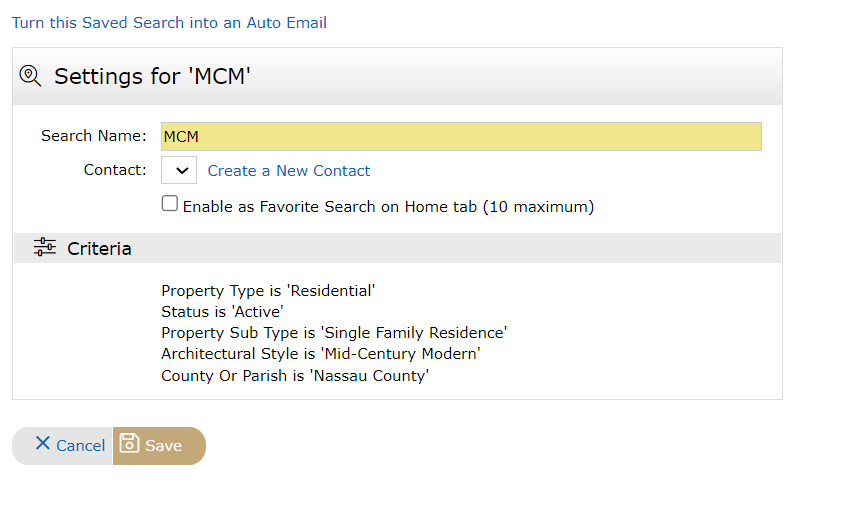 Turn this Saved Search into an Auto Email
Settings for 'MCM'
Search Name: MCM
Contact: Create a New Contact
Enable as Favorite Search on Home tab (10 maximum)
Criteria
Property Type is 'Residential'
Status is 'Active'
Property Sub Type is 'Single Family Residence'
Architectural Style is 'Mid-Century Modern'
County Or Parish is 'Nassau County'
Cancel Save